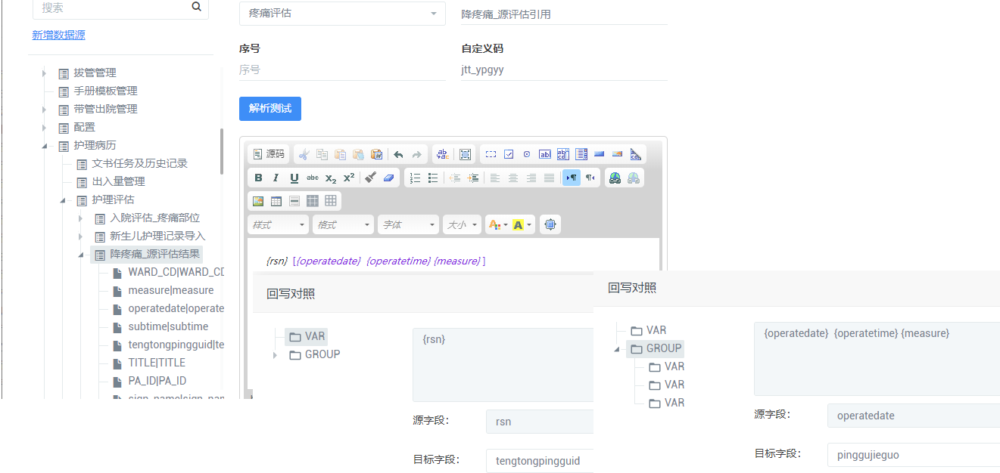 搜索
新增数据源
拔管管理
手册模板管理
带管出院管理
配置
护理病历
文书任务及历史记录
出入量管理
护理评估
入院评估_疼痛部位
新生儿护理记录导入
降疼痛_源评估结果
WARD_CD|WARD_CD
measure|measure
operatedate|operate
subtime|subtime
tengtongpingguid|te
TITLE|TITLE
PA_ID|PA_ID
疼痛评估
降疼痛_源评估引用
序号
自定义码
序号
jtt_ypgyy
解析测试
源码
样式
格式
字体
大小
{rsn} [{operatedate} {operatetime} {measure}]
回写对照
VAR
GROUP
{rsn}
源字段:
rsn
目标字段:
tengtongpingguid
回写对照
VAR
GROUP
VAR
VAR
VAR
{operatedate} {operatetime} {measure}
源字段:
operatedate
目标字段:
pinggujieguo